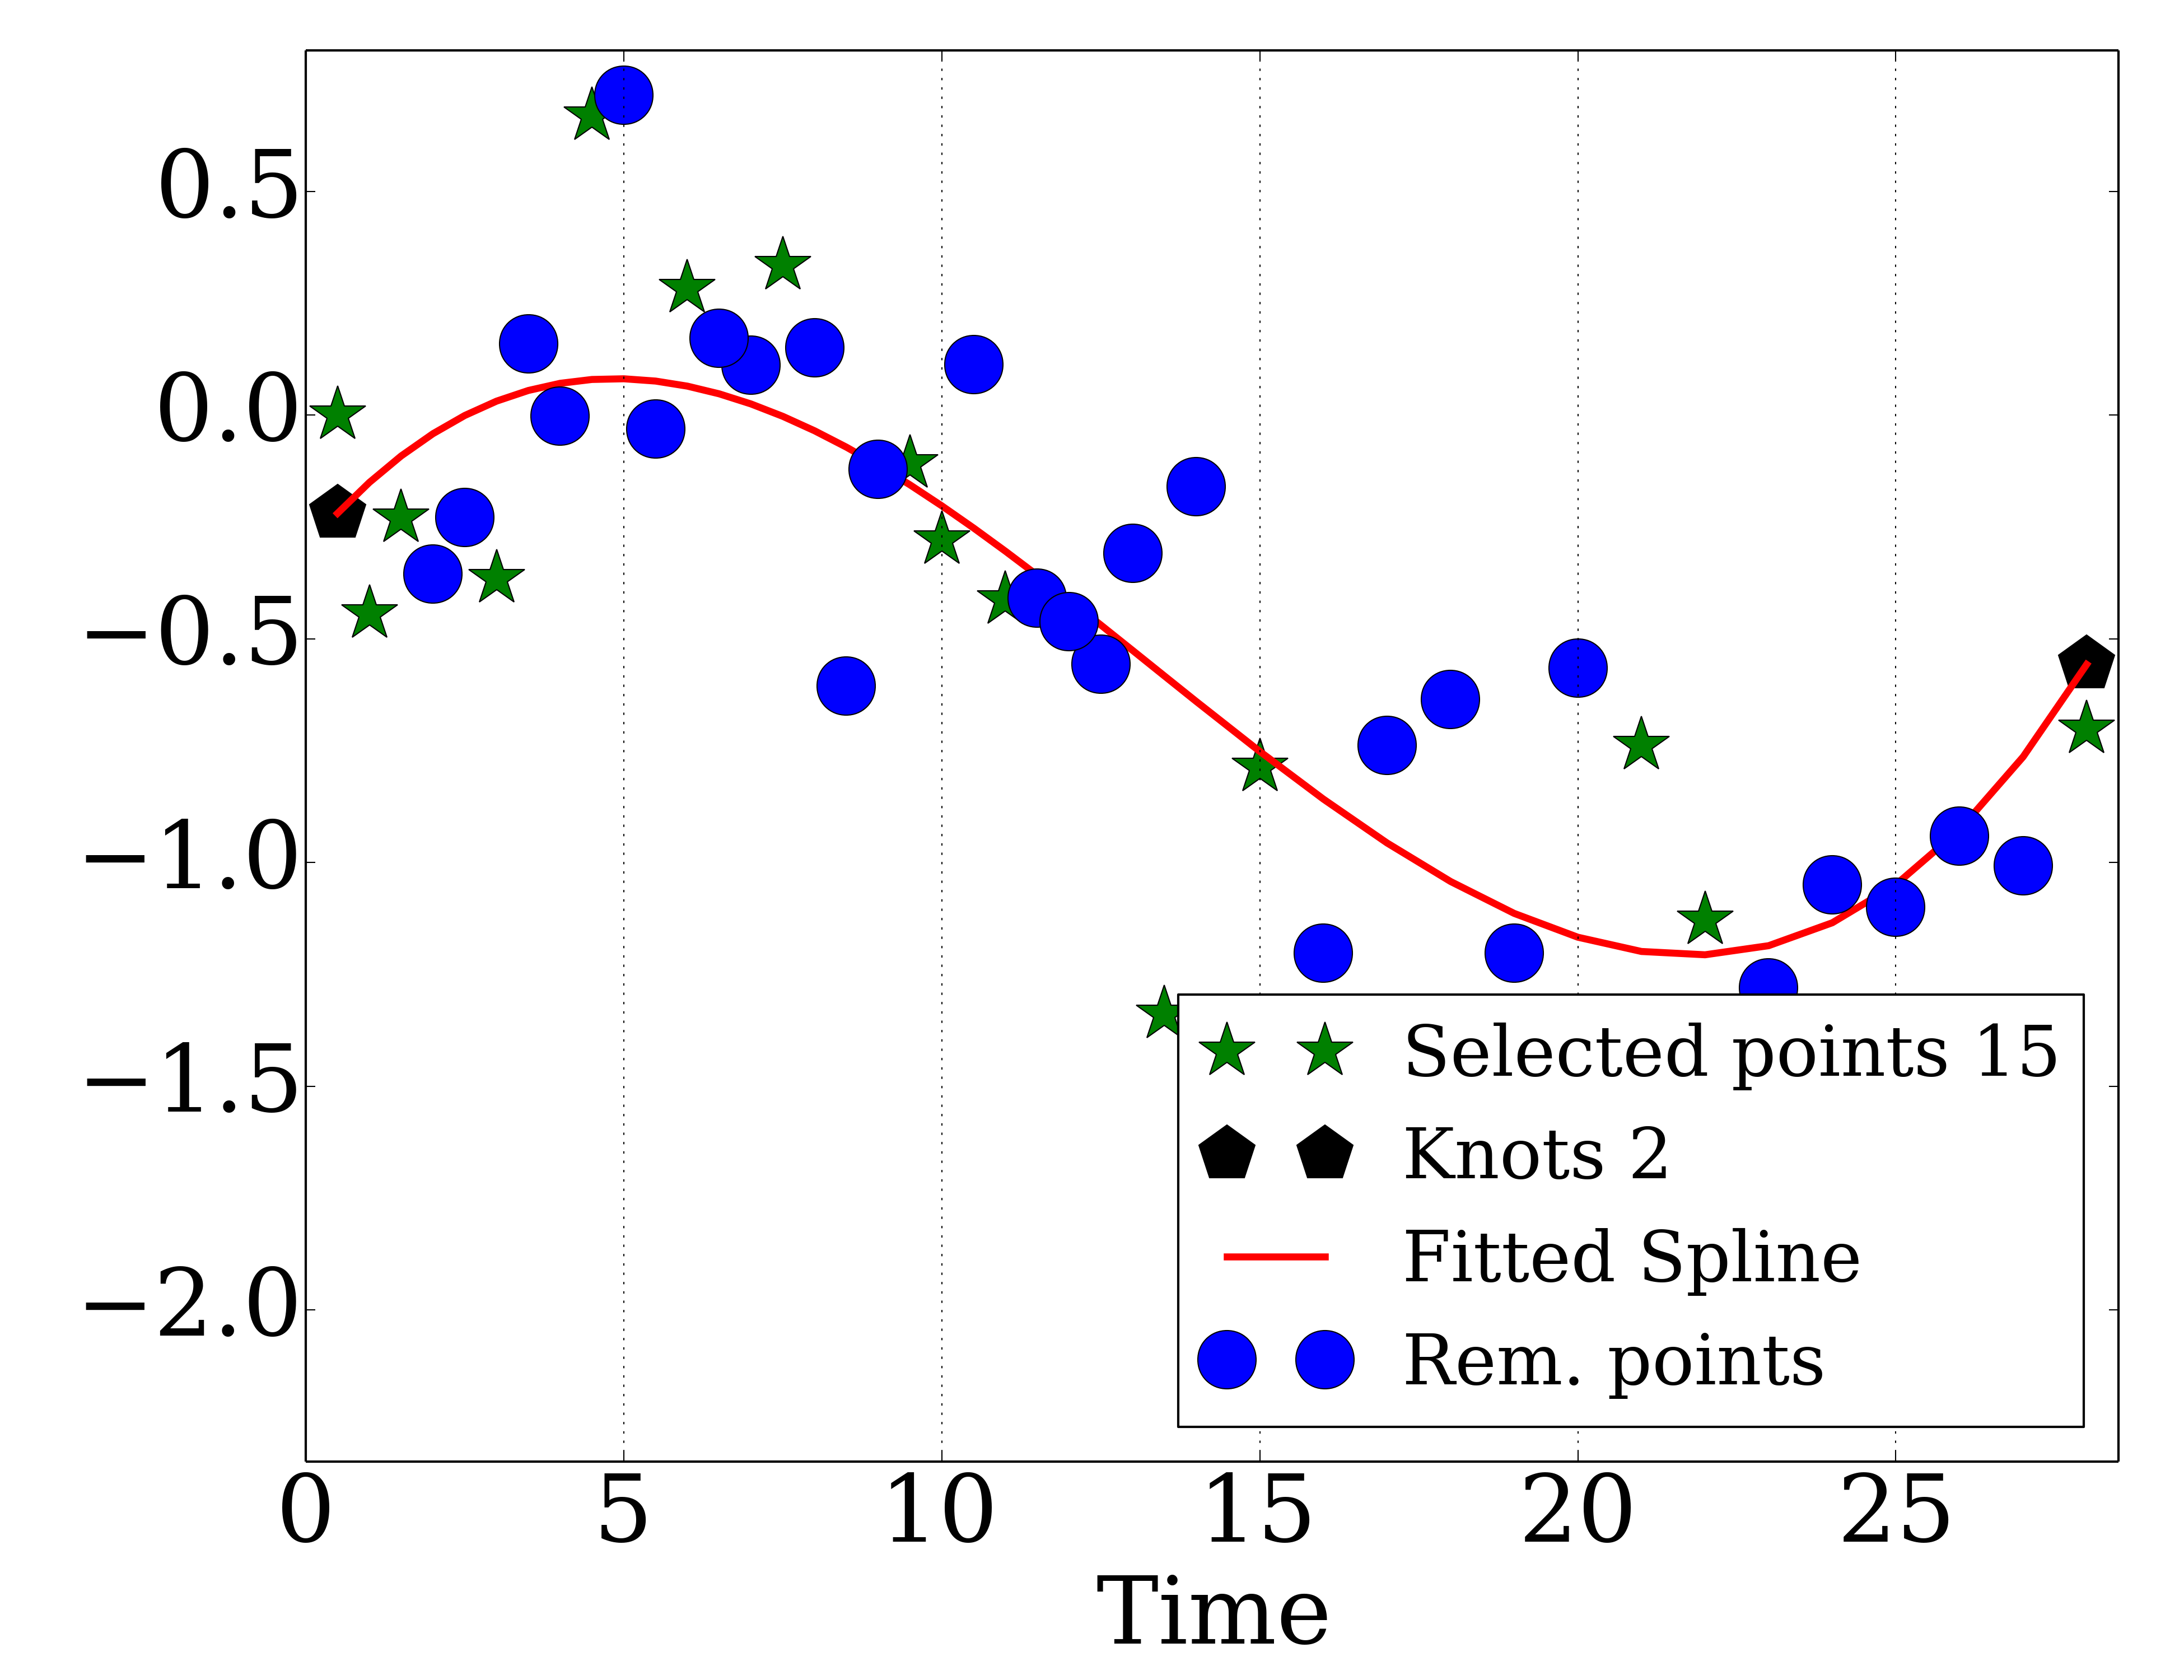 0.5
0.0
−0.5
−1.0
−1.5
−2.0
Selected points 15
Knots 2
Fitted Spline
Rem. points
0 5 10 15 20 25
Time